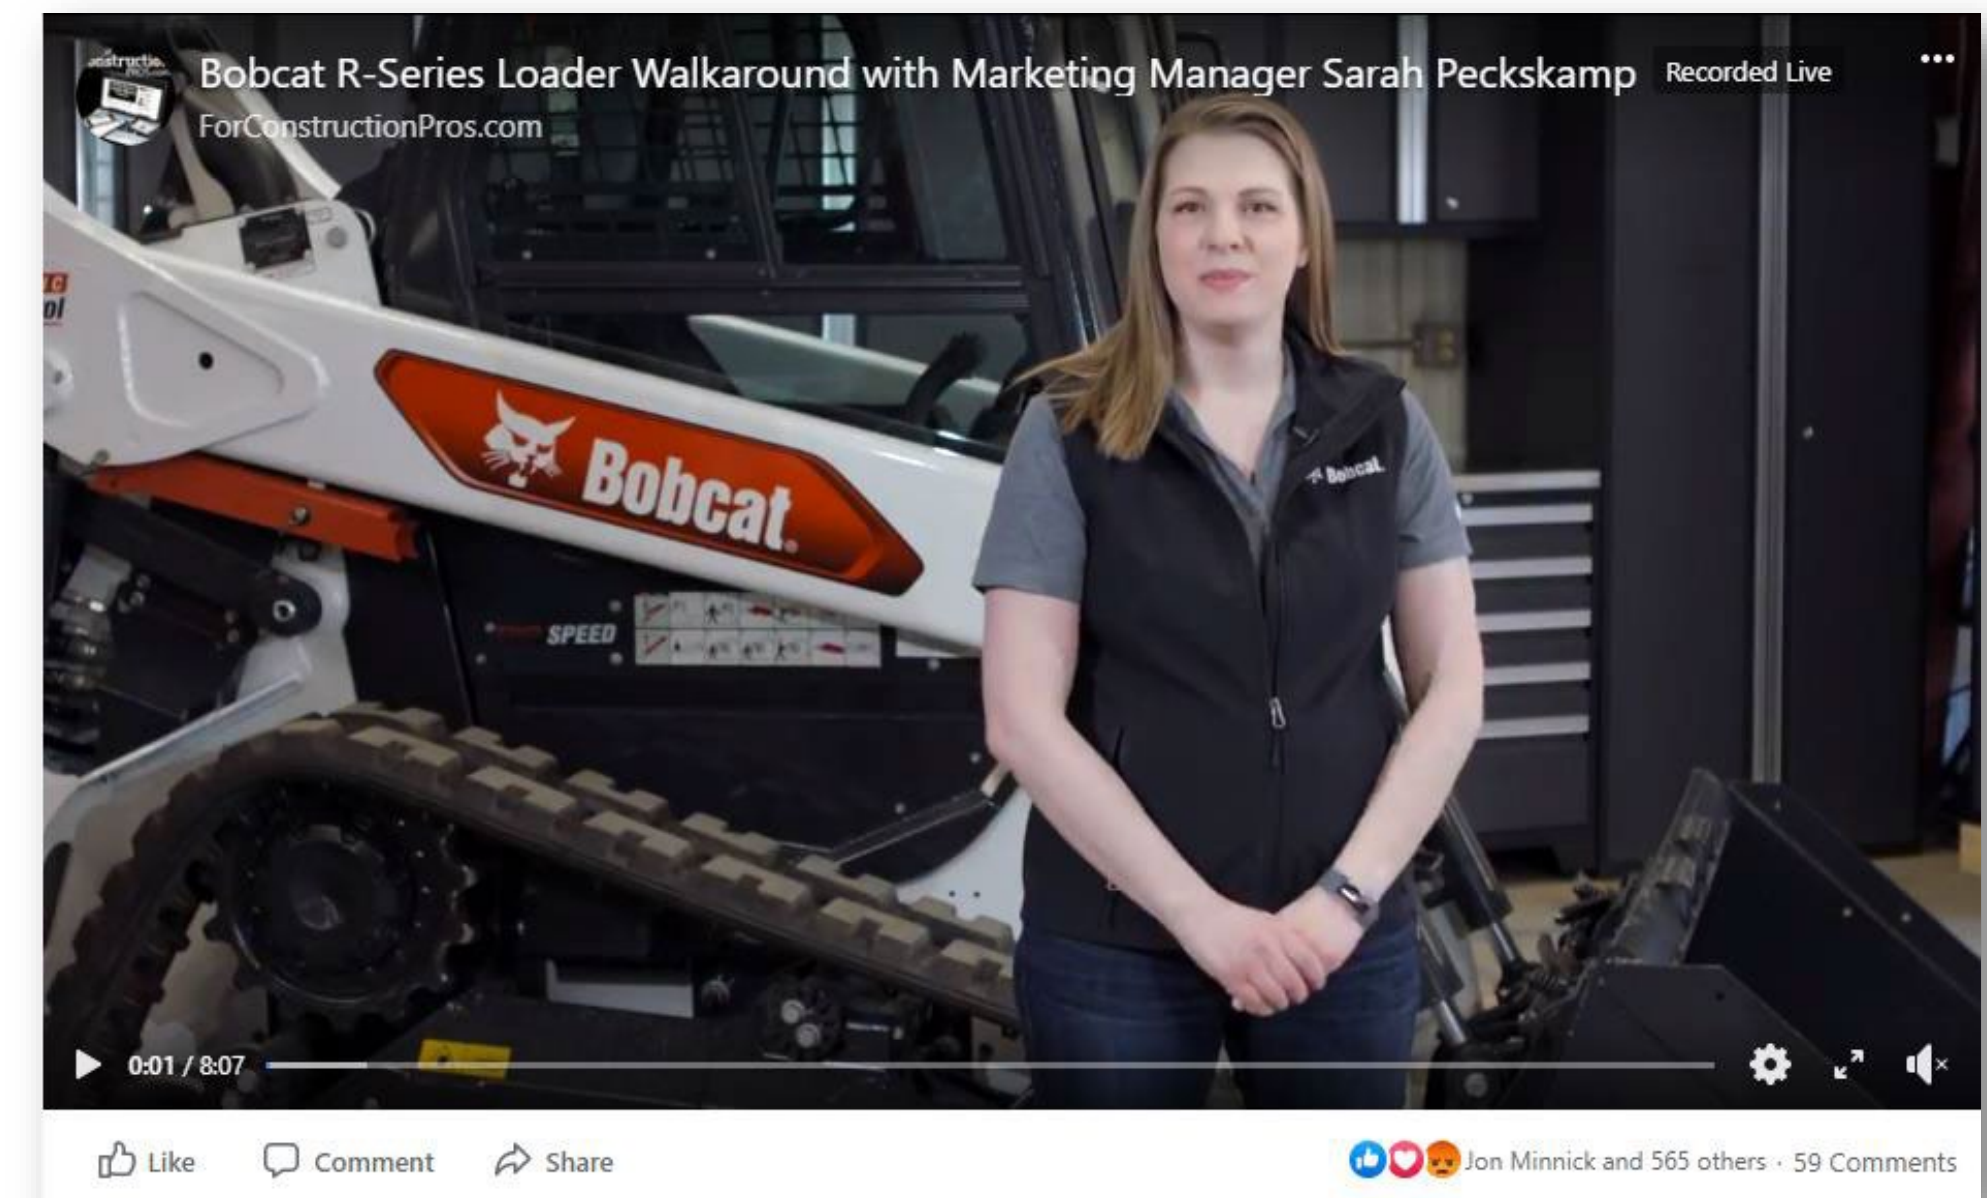 Bobcat R-Series Loader Walkaround with Marketing Manager Sarah Peckskamp
Recorded Live
ForConstructionPros.com
Bobcat.
SPEED
Bobcat.
0:01 / 8:07
Like
Comment
Share
Jon Minnick and 565 others · 59 Comments